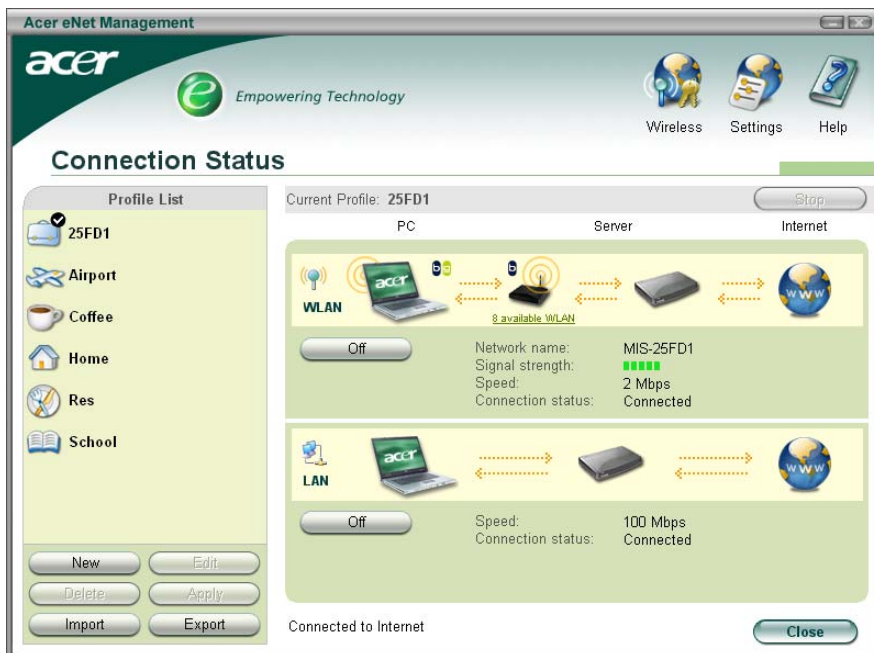 Acer eNet Management
acer
e Empowering Technology
Wireless Settings Help
Connection Status
Profile List
25FD1
Airport
Coffee
Home
Res
School
New Edit
Delete Apply
Import Export
Current Profile: 25FD1 Stop
PC Server Internet
acer b g b www
WLAN
8 available WLAN
Off
Network name: MIS-25FD1
Signal strength:
Speed: 2 Mbps
Connection status: Connected
acer www
LAN
Off
Speed: 100 Mbps
Connection status: Connected
Connected to Internet Close